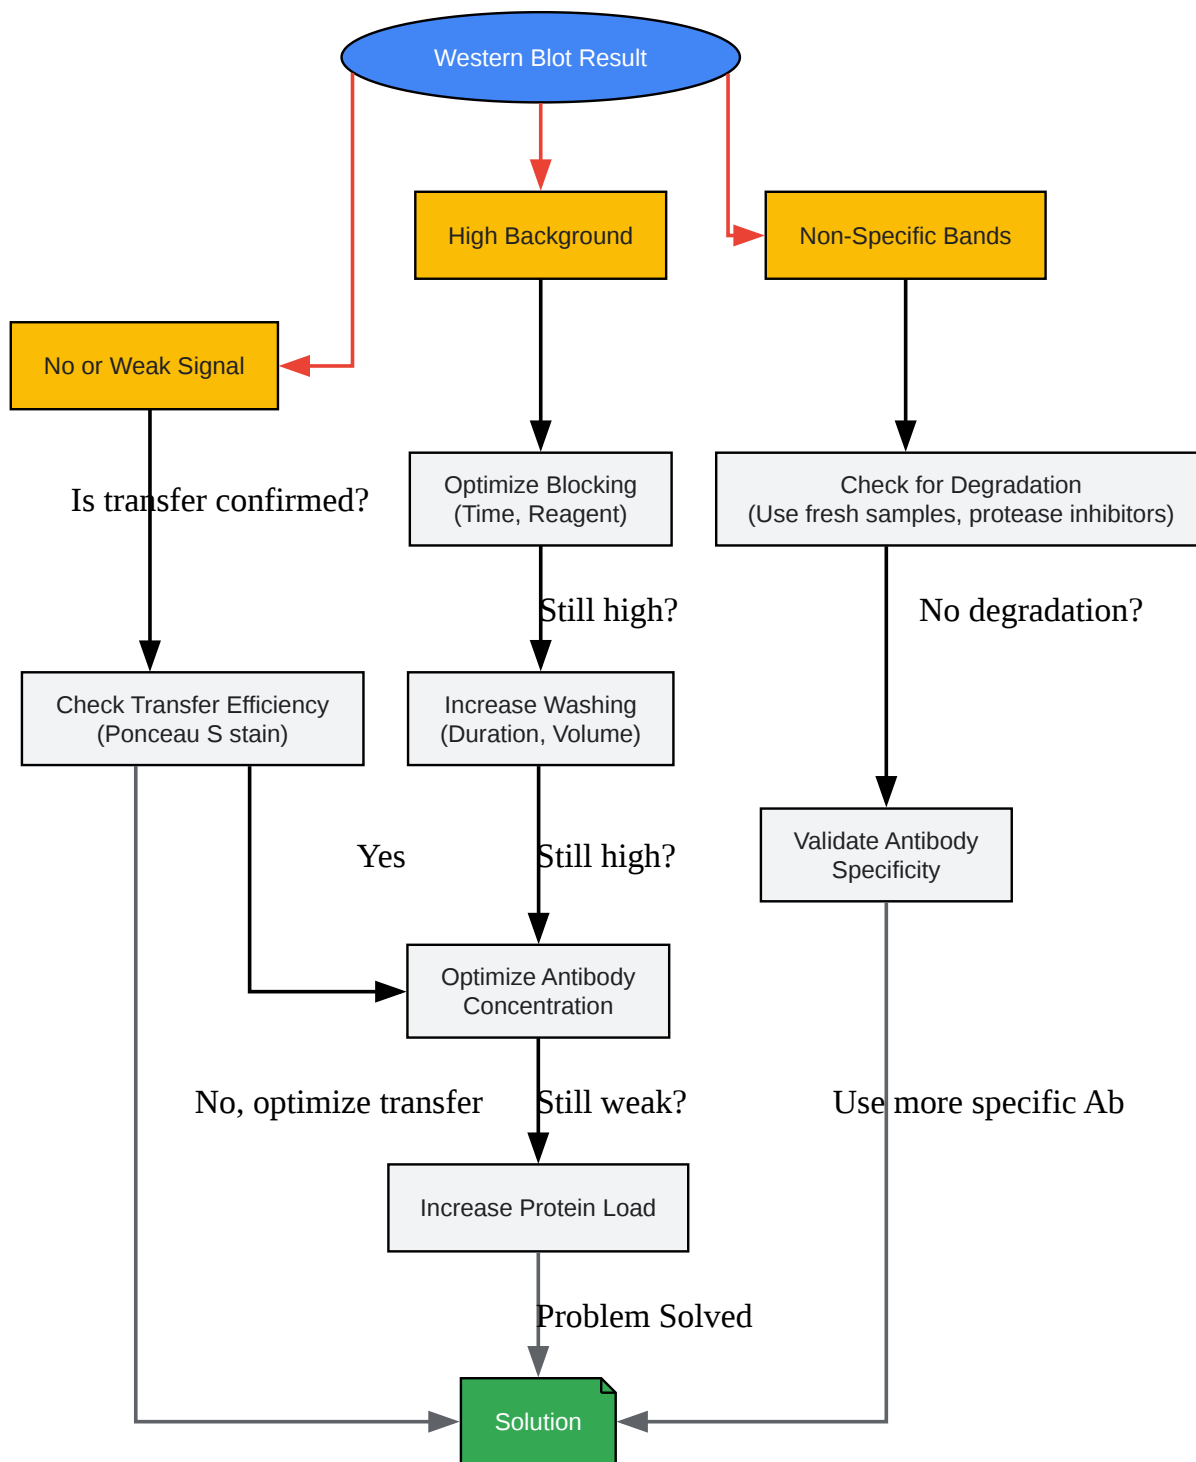 Western Blot Result
High Background
Non-Specific Bands
No or Weak Signal
Is transfer confirmed?
Optimize Blocking
(Time, Reagent)
Check for Degradation
(Use fresh samples, protease inhibitors)
Still high?
No degradation?
Check Transfer Efficiency
(Ponceau S stain)
Increase Washing
(Duration, Volume)
Yes
Still high?
Validate Antibody
Specificity
Optimize Antibody
Concentration
No, optimize transfer
Still weak?
Use more specific Ab
Increase Protein Load
Problem Solved
Solution